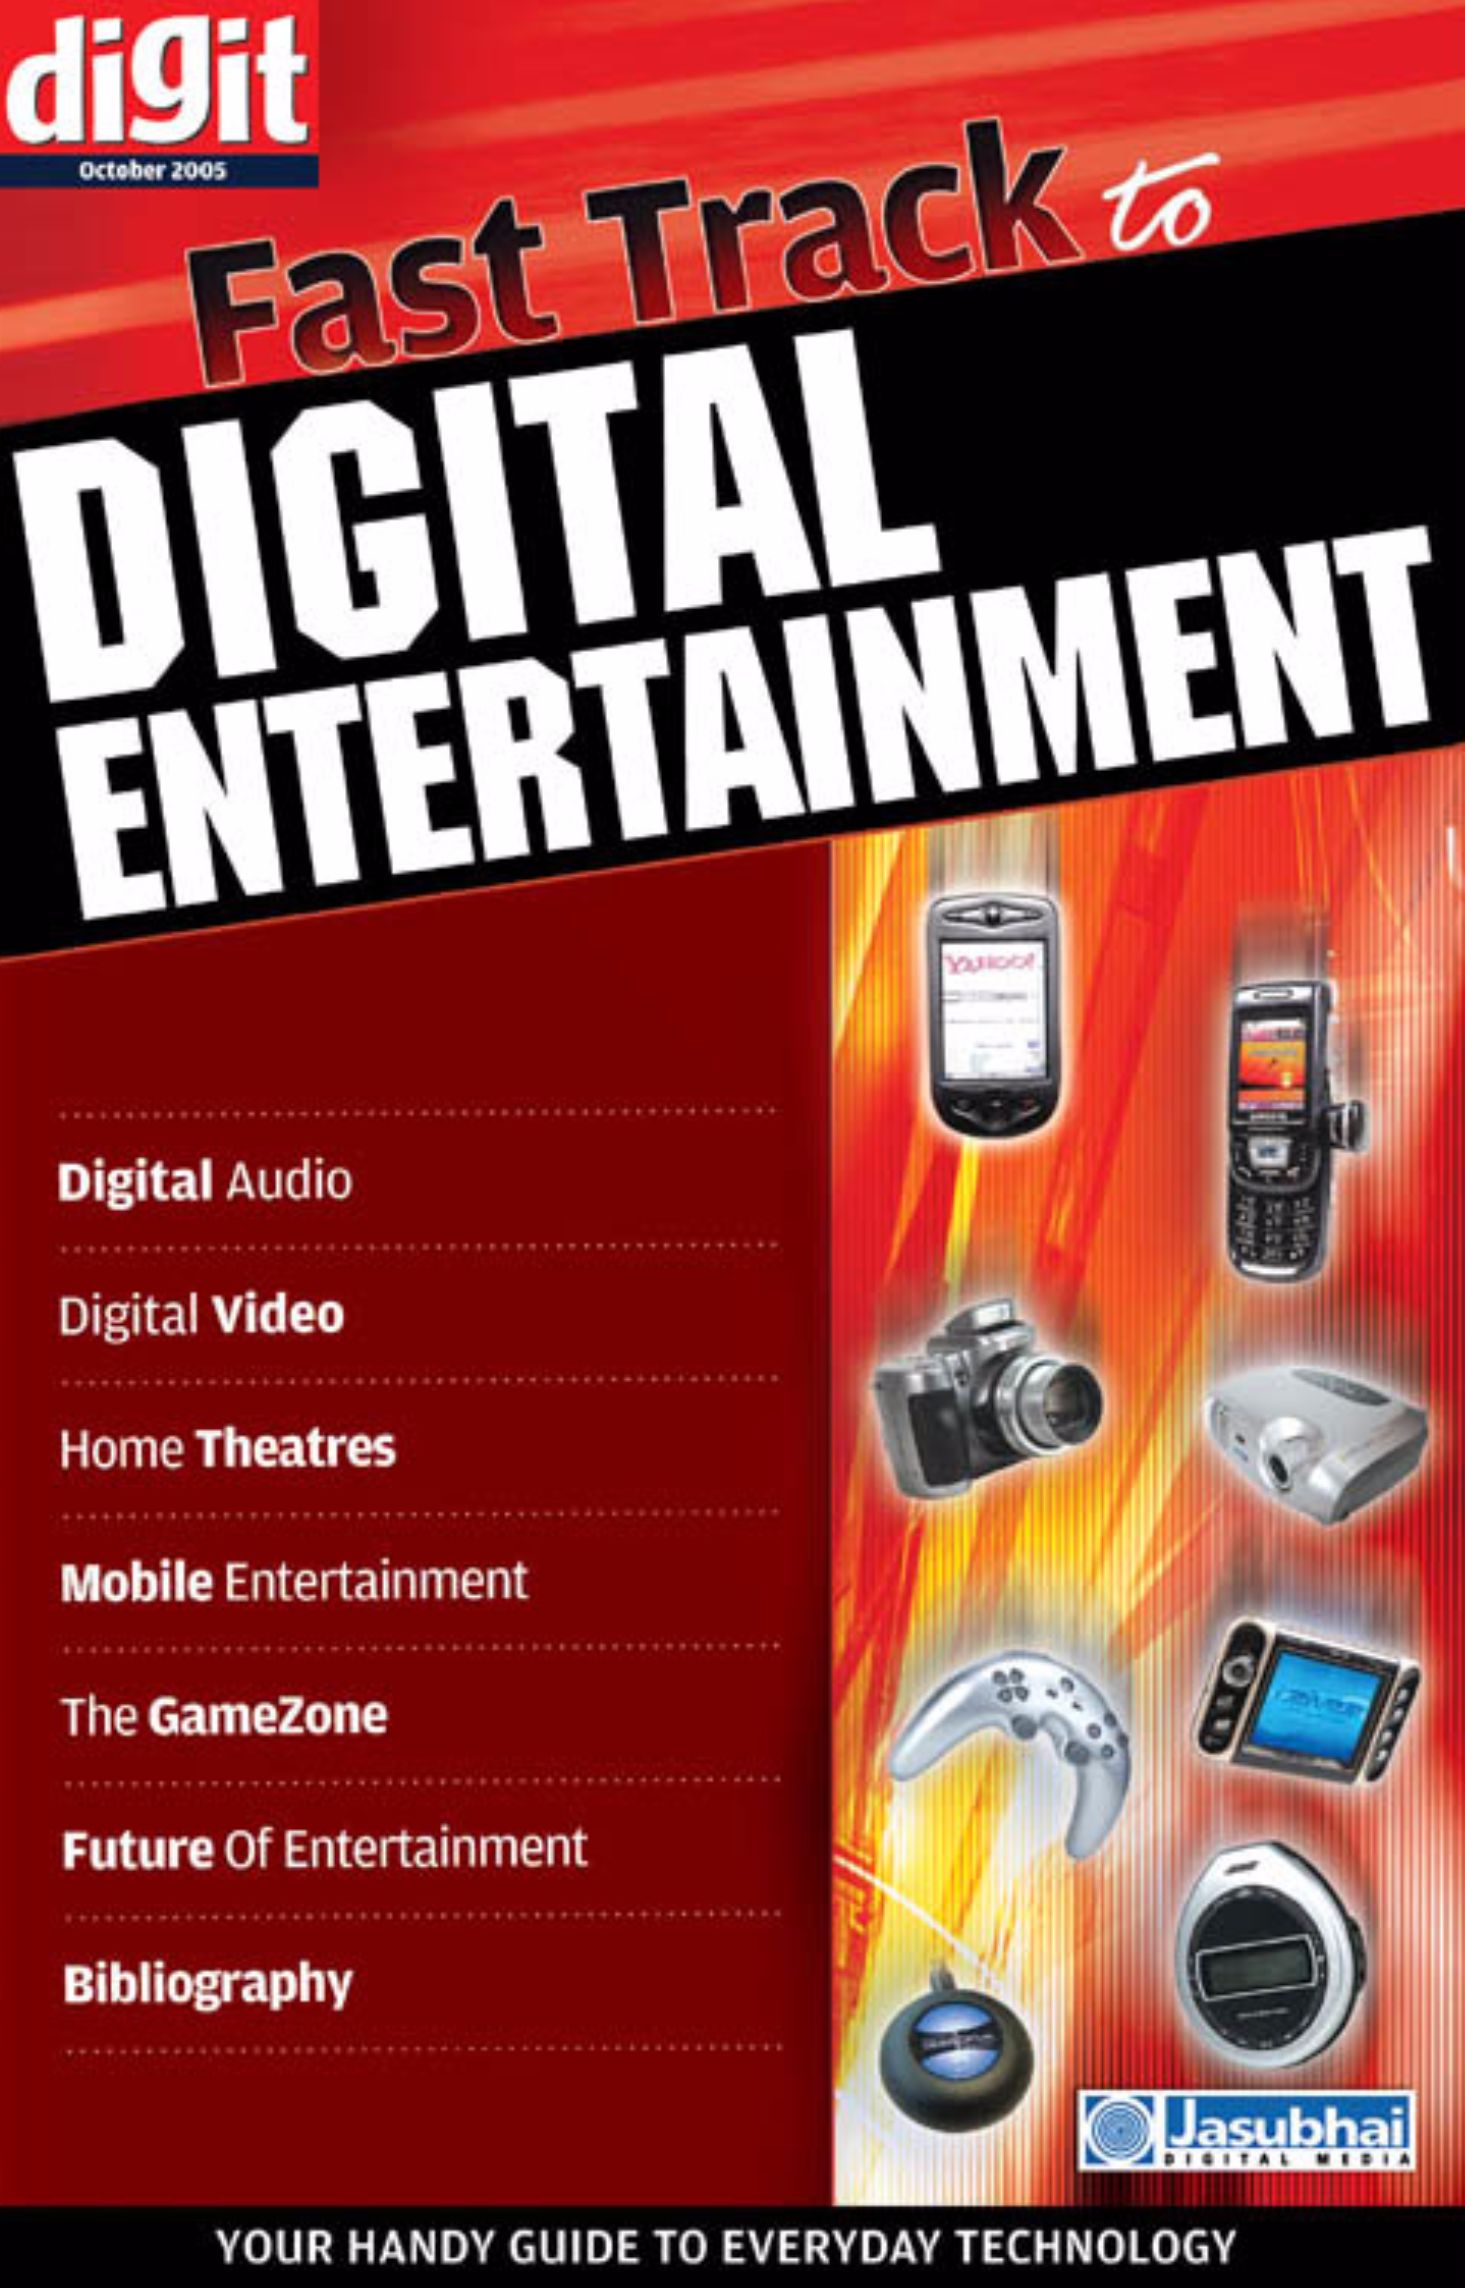 digit
October 2005
Fast Track to
DIGITAL
ENTERTAINMENT
YAHOO!
Digital Audio
Digital Video
Home Theatres
Mobile Entertainment
The GameZone
Future Of Entertainment
Bibliography
Jasubhai
DIGITAL MEDIA
YOUR HANDY GUIDE TO EVERYDAY TECHNOLOGY